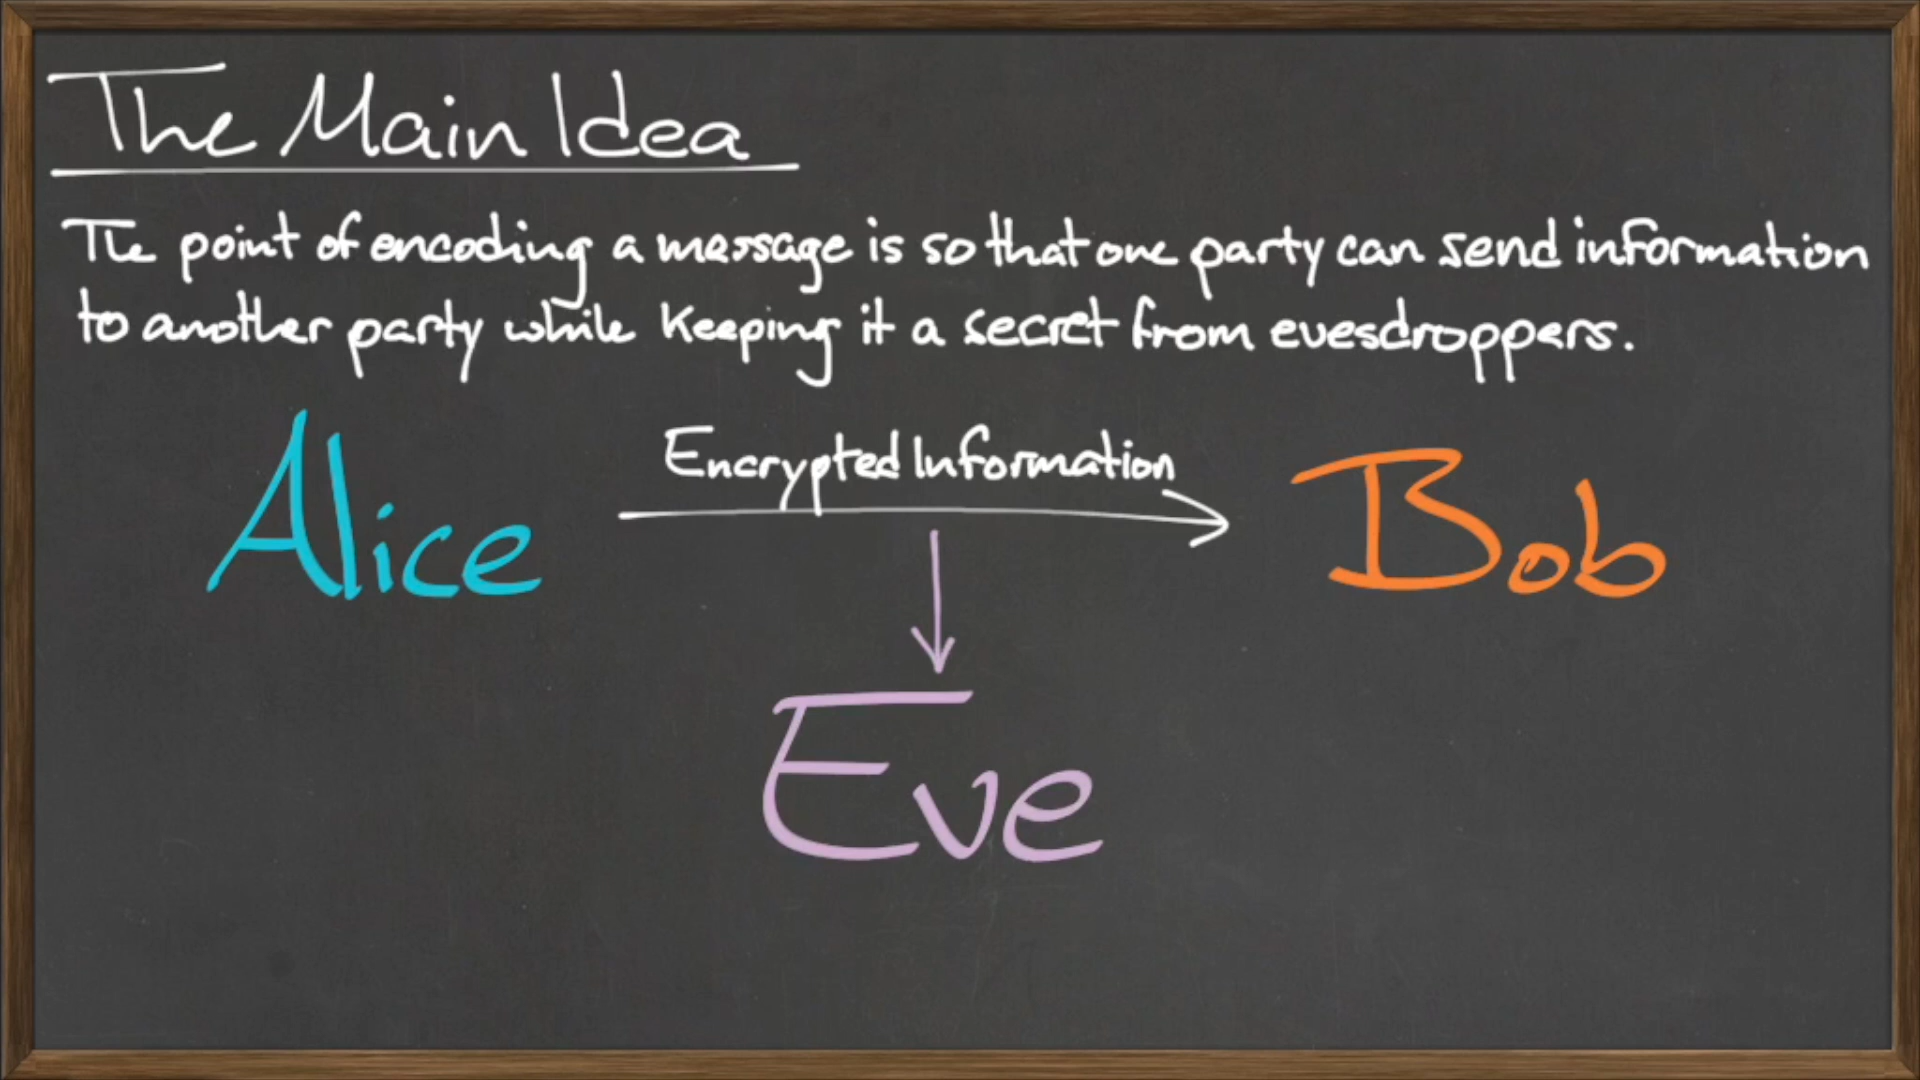 The Main Idea
The point of encoding a message is so that one party can send information
to another party while keeping it a secret from evesdroppers.
Encrypted Information
Alice
Bob
Eve